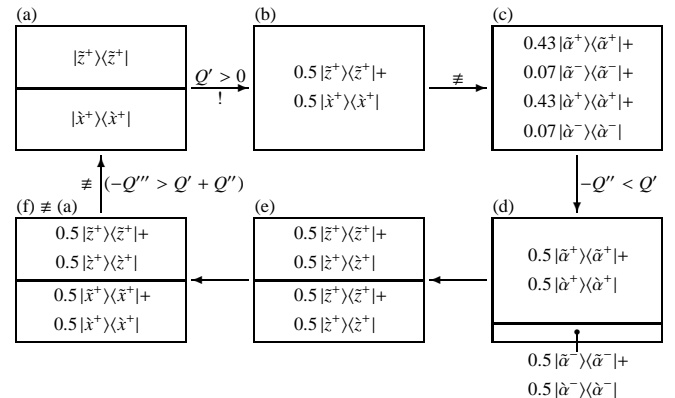 (a)
|z̃⁺⟩⟨z̃⁺|
|x̀⁺⟩⟨x̀⁺|
Q′ > 0
!
(b)
0.5 |z̃⁺⟩⟨z̃⁺|+
0.5 |x̀⁺⟩⟨x̀⁺|
≢
(c)
0.43 |α̃⁺⟩⟨α̃⁺|+
0.07 |α̃⁻⟩⟨α̃⁻|+
0.43 |ὰ⁺⟩⟨ὰ⁺|+
0.07 |ὰ⁻⟩⟨ὰ⁻|
−Q″ < Q′
(d)
0.5 |α̃⁺⟩⟨α̃⁺|+
0.5 |ὰ⁺⟩⟨ὰ⁺|
0.5 |α̃⁻⟩⟨α̃⁻|+
0.5 |ὰ⁻⟩⟨ὰ⁻|
(e)
0.5 |z̃⁺⟩⟨z̃⁺|+
0.5 |z̀⁺⟩⟨z̀⁺|
0.5 |z̃⁺⟩⟨z̃⁺|+
0.5 |z̀⁺⟩⟨z̀⁺|
(f) ≢ (a)
0.5 |z̃⁺⟩⟨z̃⁺|+
0.5 |z̀⁺⟩⟨z̀⁺|
0.5 |x̃⁺⟩⟨x̃⁺|+
0.5 |x̀⁺⟩⟨x̀⁺|
≢ (−Q‴ > Q′ + Q″)